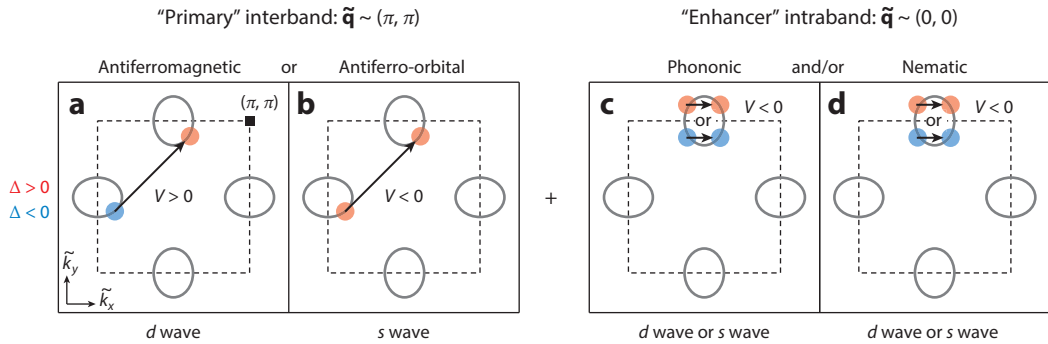 "Primary" interband: q̃ ~ (π, π)
"Enhancer" intraband: q̃ ~ (0, 0)
Antiferromagnetic or Antiferro-orbital
Phononic and/or Nematic
a
(π, π)
V > 0
Δ > 0
Δ < 0
k̃y
k̃x
b
V < 0
+
c
or
V < 0
d
or
V < 0
d wave
s wave
d wave or s wave
d wave or s wave